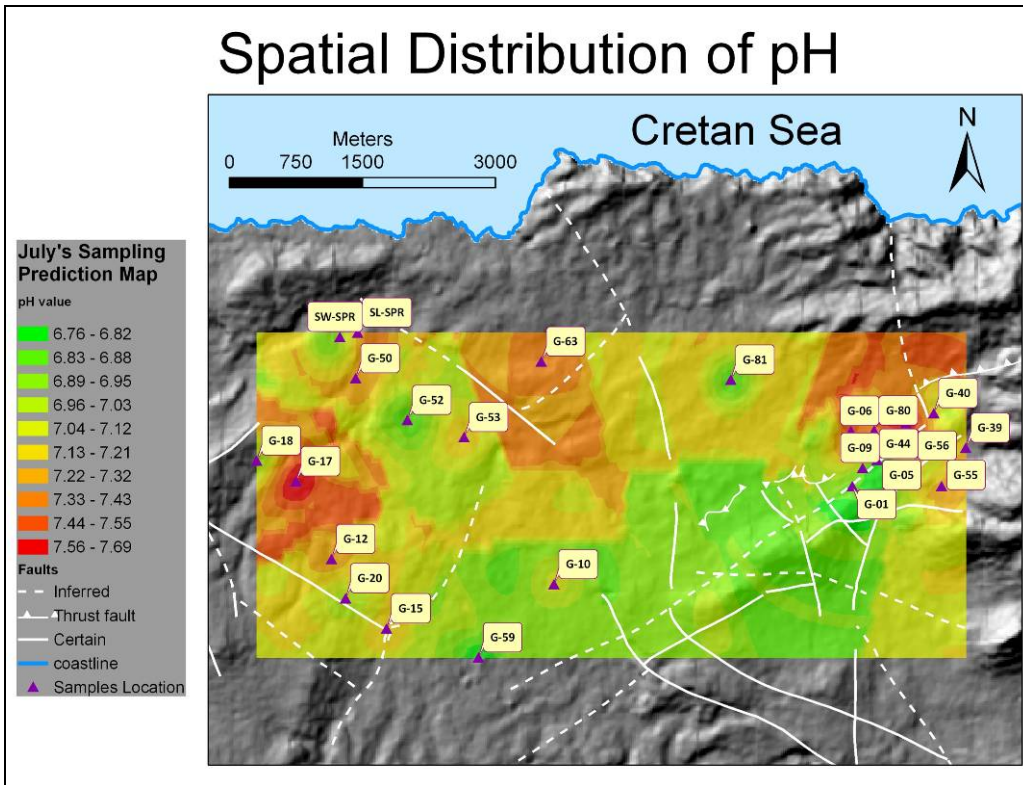 Spatial Distribution of pH
Meters
0 750 1500 3000
Cretan Sea
N
July's Sampling
Prediction Map
pH value
6.76 - 6.82
6.83 - 6.88
6.89 - 6.95
6.96 - 7.03
7.04 - 7.12
7.13 - 7.21
7.22 - 7.32
7.33 - 7.43
7.44 - 7.55
7.56 - 7.69
Faults
Inferred
Thrust fault
Certain
coastline
Samples Location
SW-SPR SL-SPR
G-50
G-63
G-81
G-52
G-53
G-40
G-06 G-80
G-39
G-18
G-17
G-09 G-44 G-56
G-05 G-55
G-01
G-12
G-10
G-20
G-15
G-59